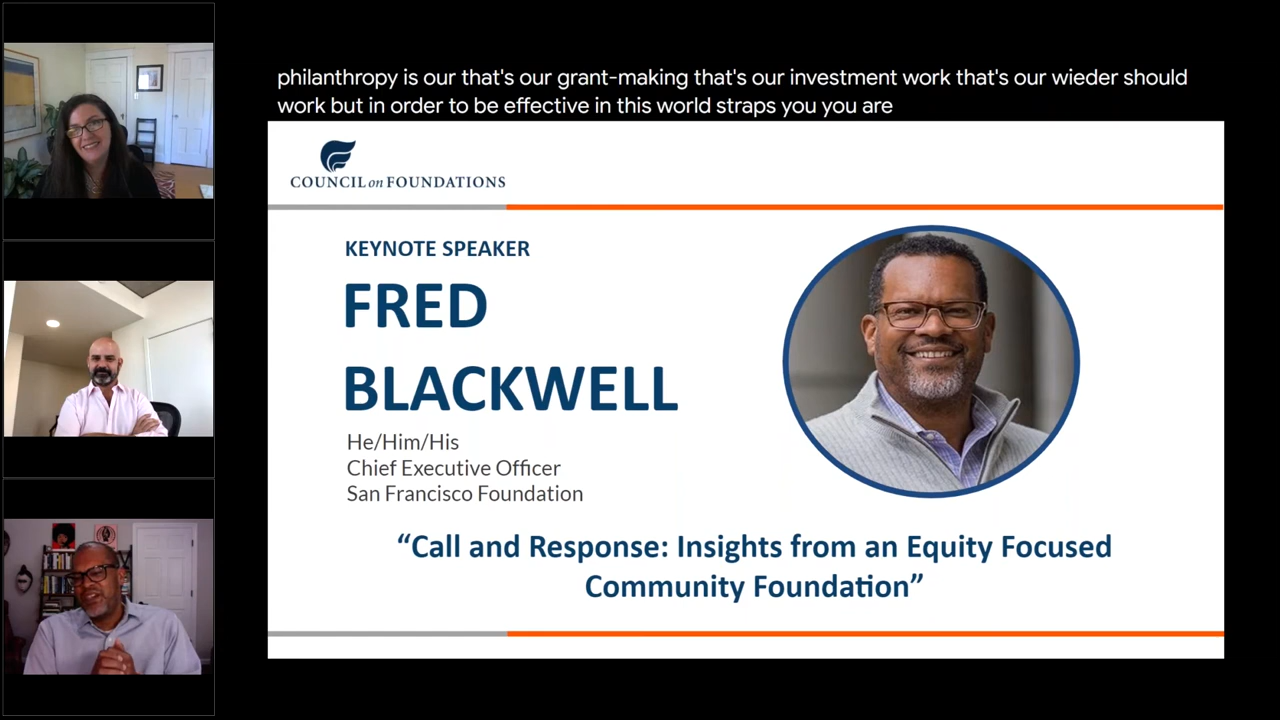 philanthropy is our that's our grant-making that's our investment work that's our wieder should
work but in order to be effective in this world straps you you are
COUNCIL on FOUNDATIONS
KEYNOTE SPEAKER
FRED
BLACKWELL
He/Him/His
Chief Executive Officer
San Francisco Foundation
“Call and Response: Insights from an Equity Focused
Community Foundation”